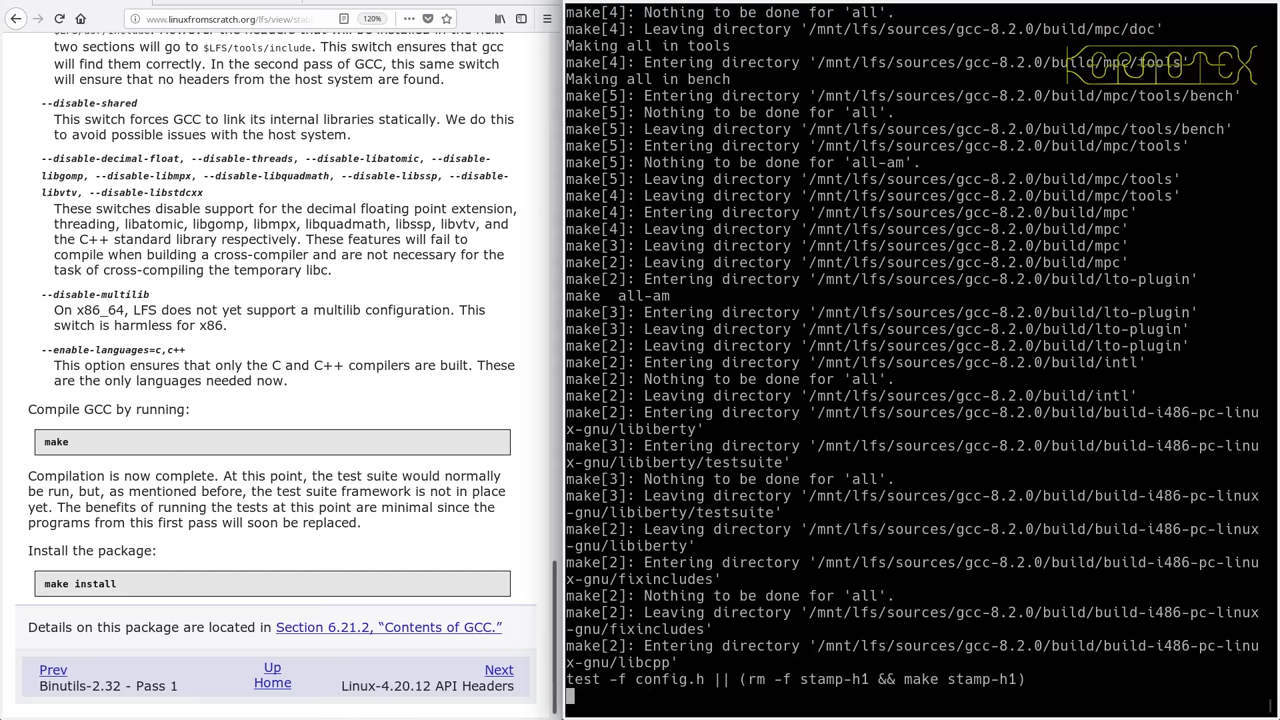 www.linuxfromscratch.org/lfs/view/stab
120%
two sections will go to $LFS/tools/include. This switch ensures that gcc
will find them correctly. In the second pass of GCC, this same switch
will ensure that no headers from the host system are found.
--disable-shared
This switch forces GCC to link its internal libraries statically. We do this
to avoid possible issues with the host system.
--disable-decimal-float, --disable-threads, --disable-libatomic, --disable-
libgomp, --disable-libmpx, --disable-libquadmath, --disable-libssp, --disable-
libvtv, --disable-libstdcxx
These switches disable support for the decimal floating point extension,
threading, libatomic, libgomp, libmpx, libquadmath, libssp, libvtv, and
the C++ standard library respectively. These features will fail to
compile when building a cross-compiler and are not necessary for the
task of cross-compiling the temporary libc.
--disable-multilib
On x86_64, LFS does not yet support a multilib configuration. This
switch is harmless for x86.
--enable-languages=c,c++
This option ensures that only the C and C++ compilers are built. These
are the only languages needed now.
Compile GCC by running:
make
Compilation is now complete. At this point, the test suite would normally
be run, but, as mentioned before, the test suite framework is not in place
yet. The benefits of running the tests at this point are minimal since the
programs from this first pass will soon be replaced.
Install the package:
make install
Details on this package are located in Section 6.21.2, “Contents of GCC.”
Prev
Binutils-2.32 - Pass 1
Up
Home
Next
Linux-4.20.12 API Headers
make[4]: Nothing to be done for 'all'.
make[4]: Leaving directory '/mnt/lfs/sources/gcc-8.2.0/build/mpc/doc'
Making all in tools
make[4]: Entering directory '/mnt/lfs/sources/gcc-8.2.0/build/mpc/tools'
Making all in bench
make[5]: Entering directory '/mnt/lfs/sources/gcc-8.2.0/build/mpc/tools/bench'
make[5]: Nothing to be done for 'all'.
make[5]: Leaving directory '/mnt/lfs/sources/gcc-8.2.0/build/mpc/tools/bench'
make[5]: Entering directory '/mnt/lfs/sources/gcc-8.2.0/build/mpc/tools'
make[5]: Nothing to be done for 'all-am'.
make[5]: Leaving directory '/mnt/lfs/sources/gcc-8.2.0/build/mpc/tools'
make[4]: Leaving directory '/mnt/lfs/sources/gcc-8.2.0/build/mpc/tools'
make[4]: Entering directory '/mnt/lfs/sources/gcc-8.2.0/build/mpc'
make[4]: Leaving directory '/mnt/lfs/sources/gcc-8.2.0/build/mpc'
make[3]: Leaving directory '/mnt/lfs/sources/gcc-8.2.0/build/mpc'
make[2]: Leaving directory '/mnt/lfs/sources/gcc-8.2.0/build/mpc'
make[2]: Entering directory '/mnt/lfs/sources/gcc-8.2.0/build/lto-plugin'
make  all-am
make[3]: Entering directory '/mnt/lfs/sources/gcc-8.2.0/build/lto-plugin'
make[3]: Leaving directory '/mnt/lfs/sources/gcc-8.2.0/build/lto-plugin'
make[2]: Leaving directory '/mnt/lfs/sources/gcc-8.2.0/build/lto-plugin'
make[2]: Entering directory '/mnt/lfs/sources/gcc-8.2.0/build/intl'
make[2]: Nothing to be done for 'all'.
make[2]: Leaving directory '/mnt/lfs/sources/gcc-8.2.0/build/intl'
make[2]: Entering directory '/mnt/lfs/sources/gcc-8.2.0/build/build-i486-pc-linu
x-gnu/libiberty'
make[3]: Entering directory '/mnt/lfs/sources/gcc-8.2.0/build/build-i486-pc-linu
x-gnu/libiberty/testsuite'
make[3]: Nothing to be done for 'all'.
make[3]: Leaving directory '/mnt/lfs/sources/gcc-8.2.0/build/build-i486-pc-linux
-gnu/libiberty/testsuite'
make[2]: Leaving directory '/mnt/lfs/sources/gcc-8.2.0/build/build-i486-pc-linux
-gnu/libiberty'
make[2]: Entering directory '/mnt/lfs/sources/gcc-8.2.0/build/build-i486-pc-linu
x-gnu/fixincludes'
make[2]: Nothing to be done for 'all'.
make[2]: Leaving directory '/mnt/lfs/sources/gcc-8.2.0/build/build-i486-pc-linux
-gnu/fixincludes'
make[2]: Entering directory '/mnt/lfs/sources/gcc-8.2.0/build/build-i486-pc-linu
x-gnu/libcpp'
test -f config.h || (rm -f stamp-h1 && make stamp-h1)